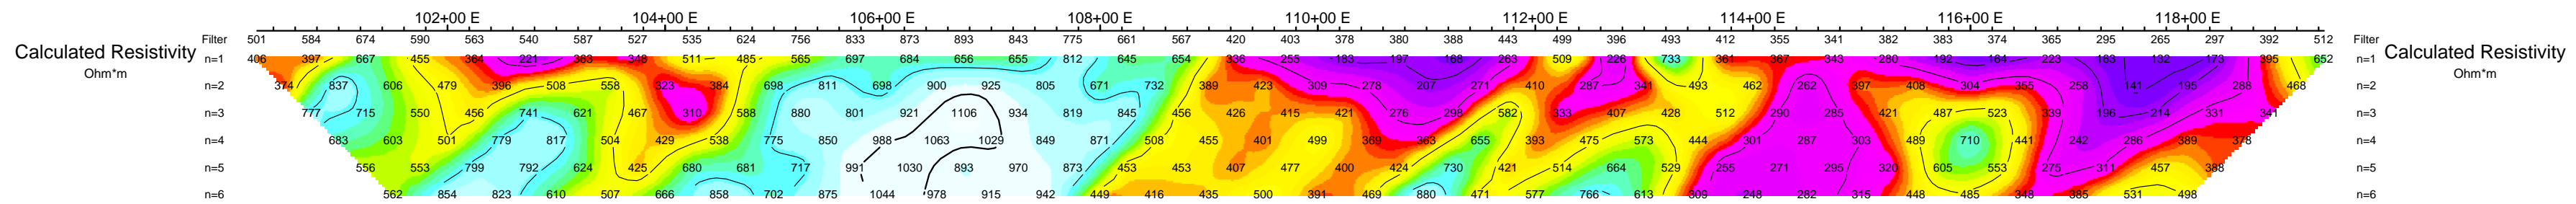 102+00 E 104+00 E 106+00 E 108+00 E 110+00 E 112+00 E 114+00 E 116+00 E 118+00 E
Filter 501 584 674 590 563 540 587 527 535 624 756 833 873 893 843 775 661 567 420 403 378 380 388 443 499 396 493 412 355 341 382 383 374 365 295 265 297 392 512 Filter
Calculated Resistivity Calculated Resistivity
n=1 406 397 667 455 364 221 363 348 511 485 565 697 684 656 655 812 645 654 336 255 183 197 168 263 509 226 733 361 367 343 280 192 164 223 163 132 173 395 652 n=1
Ohm*m Ohm*m
n=2 374 837 606 479 396 508 558 323 384 698 811 698 900 925 805 671 732 389 423 309 278 207 271 410 287 341 493 462 262 397 408 304 355 258 141 195 288 468 n=2
n=3 777 715 550 456 741 621 467 310 588 880 801 921 1106 934 819 845 456 426 415 421 276 298 582 333 407 428 512 290 285 421 487 523 339 196 214 331 341 n=3
n=4 683 603 501 779 817 504 429 538 775 850 988 1063 1029 849 871 508 455 401 499 369 363 655 393 475 573 444 301 287 303 489 710 441 242 286 389 378 n=4
n=5 556 553 799 792 624 425 680 681 717 991 1030 893 970 873 453 453 407 477 400 424 730 421 514 664 529 255 271 295 320 605 553 275 311 457 388 n=5
n=6 562 854 823 610 507 666 858 702 875 1044 978 915 942 449 416 435 500 391 469 880 471 577 766 613 309 248 282 315 448 485 348 385 531 498 n=6